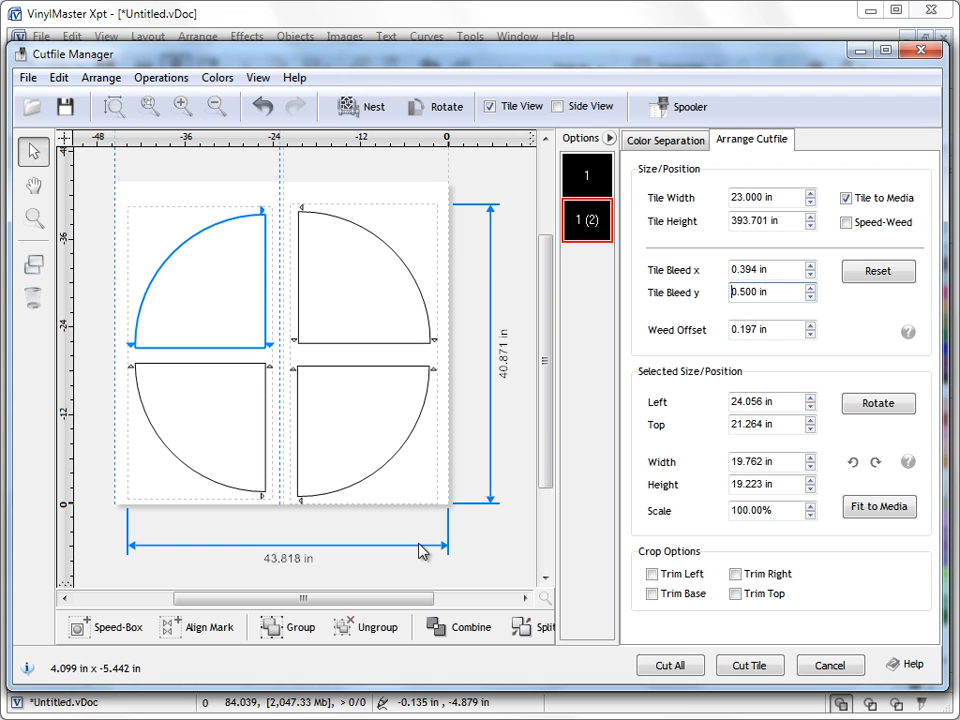 VinylMaster Xpt - [*Untitled.vDoc]
File Edit View Layout Arrange Effects Objects Images Text Curves Tools Window Help
Cutfile Manager
File Edit Arrange Operations Colors View Help
Nest Rotate Tile View Side View Spooler
-48 -36 -24 -12 0
Options
Color Separation Arrange Cutfile
1
1 (2)
-36
-24
-12
0
40.871 in
43.818 in
Size/Position
Tile Width 23.000 in Tile to Media
Tile Height 393.701 in Speed-Weed
Tile Bleed x 0.394 in Reset
Tile Bleed y 0.500 in
Weed Offset 0.197 in
Selected Size/Position
Left 24.056 in Rotate
Top 21.264 in
Width 19.762 in
Height 19.223 in
Scale 100.00% Fit to Media
Crop Options
Trim Left Trim Right
Trim Base Trim Top
Speed-Box Align Mark Group Ungroup Combine Split
4.099 in x -5.442 in
Cut All Cut Tile Cancel Help
*Untitled.vDoc 0 84.039, [2,047.33 Mb], > 0/0 -0.135 in , -4.879 in